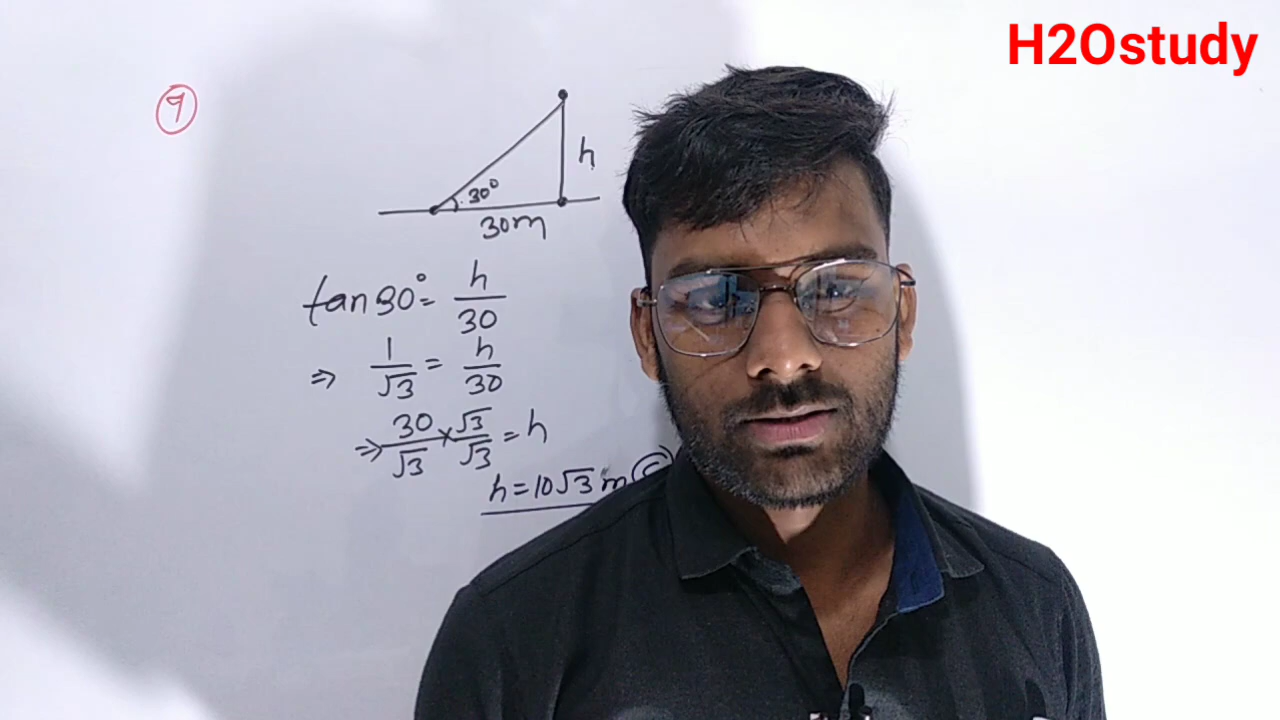 H2Ostudy
9
h
30°
30m
tan30° = h/30
⇒ 1/√3 = h/30
⇒ 30/√3 × √3/√3 = h
h = 10√3 m (c)